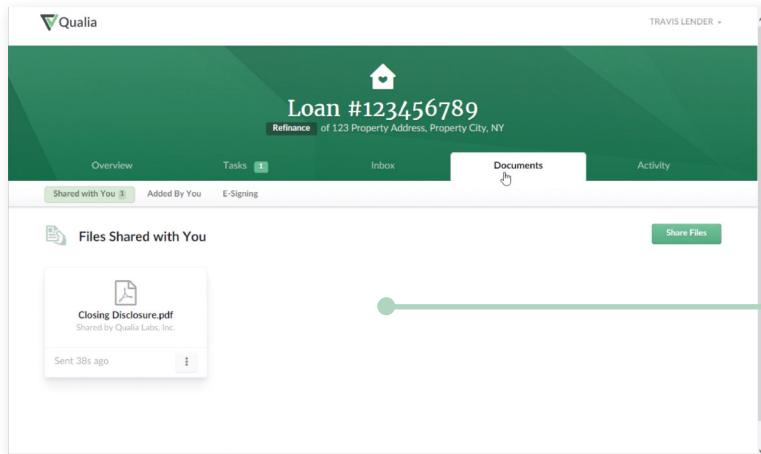 Qualia
TRAVIS LENDER
Loan #123456789
Refinance of 123 Property Address, Property City, NY
Overview Tasks 1 Inbox Documents Activity
Shared with You 1 Added By You E-Signing
Files Shared with You
Share Files
Closing Disclosure.pdf
Shared by Qualia Labs, Inc.
Sent 38s ago